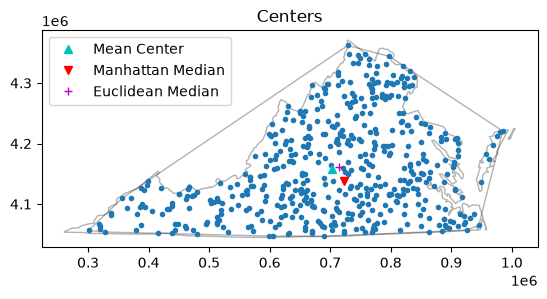 Centers
1e6
Mean Center
Manhattan Median
Euclidean Median
4.3
4.2
4.1
0.3 0.4 0.5 0.6 0.7 0.8 0.9 1.0
1e6